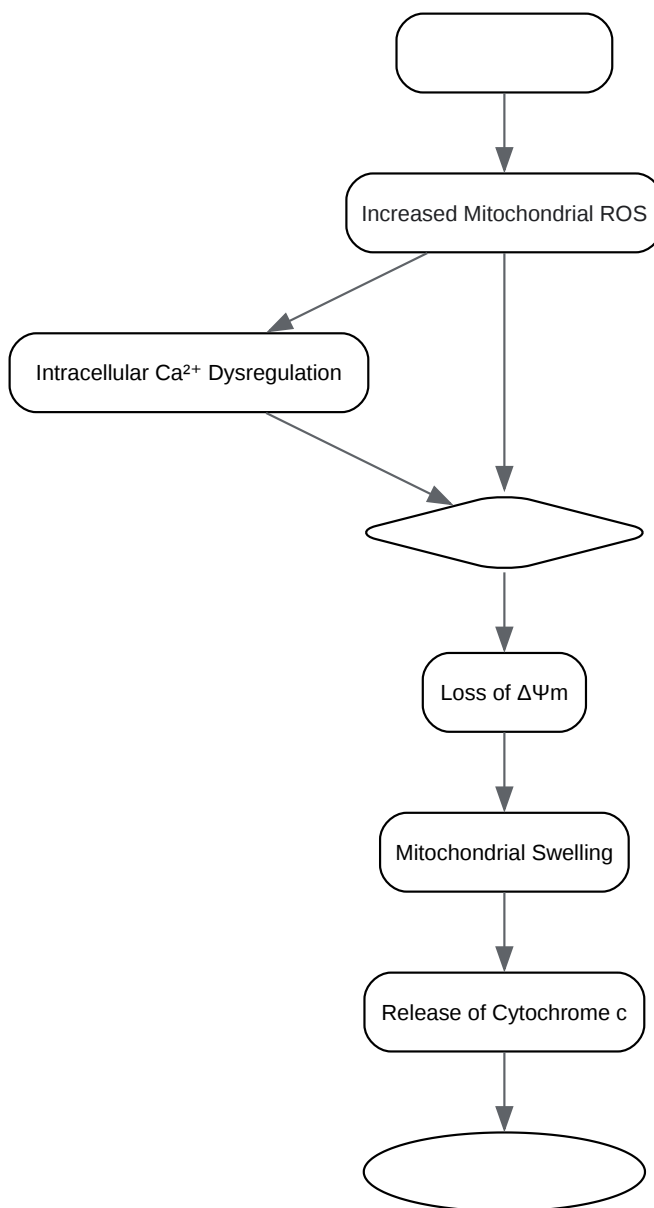 Increased Mitochondrial ROS
Intracellular Ca²⁺ Dysregulation
Loss of ΔΨm
Mitochondrial Swelling
Release of Cytochrome c